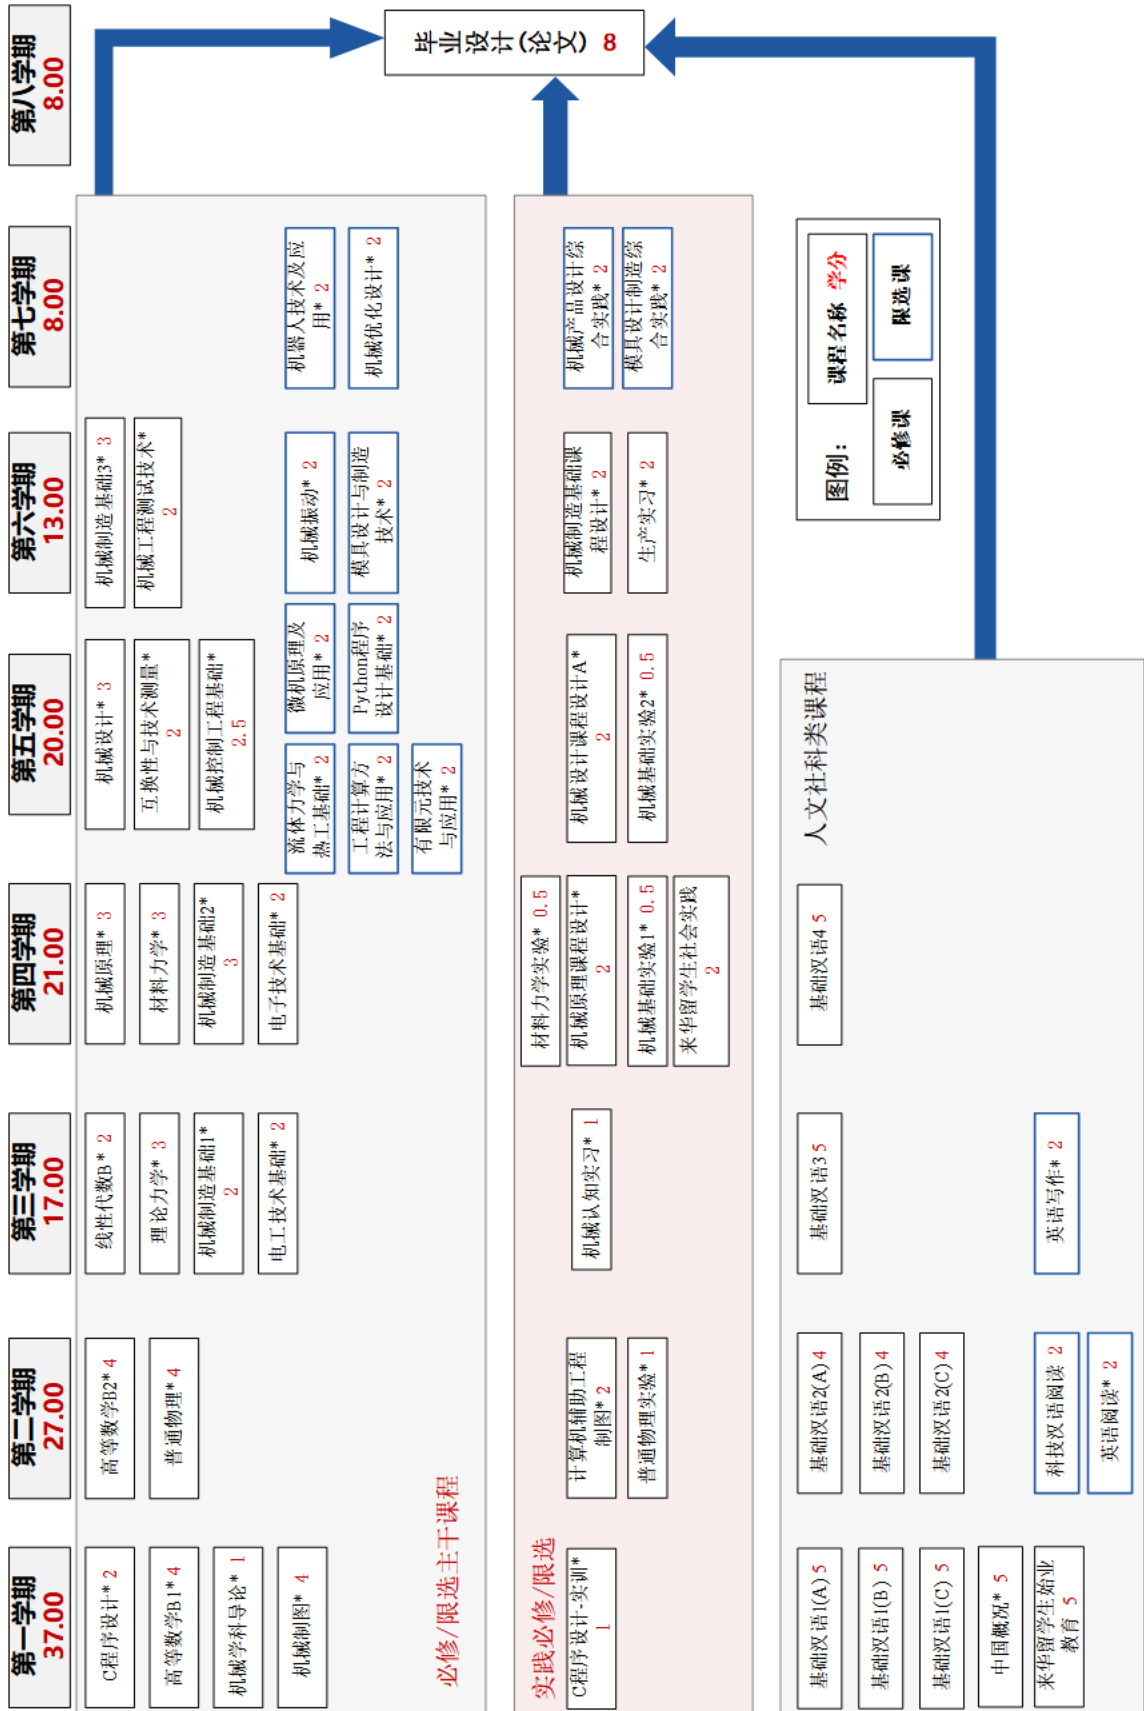 第一学期
37.00
第二学期
27.00
第三学期
17.00
第四学期
21.00
第五学期
20.00
第六学期
13.00
第七学期
8.00
第八学期
8.00
C程序设计* 2
高等数学B1* 4
机械学科导论* 1
机械制图* 4
高等数学B2* 4
普通物理* 4
线性代数B* 2
理论力学* 3
机械制造基础1*
2
电工技术基础* 2
机械原理* 3
材料力学* 3
机械制造基础2*
3
电子技术基础* 2
机械设计* 3
互换性与技术测量*
2
机械控制工程基础*
2.5
流体力学与
热工基础* 2
工程计算方
法与应用* 2
有限元技术
与应用* 2
微机原理及
应用* 2
Python程序
设计基础* 2
机械制造基础3* 3
机械工程测试技术*
2
机械振动* 2
模具设计与制造
技术* 2
机器人技术及应
用* 2
机械优化设计* 2
必修/限选主干课程
毕业设计(论文) 8
实践必修/限选
C程序设计-实训*
1
计算机辅助工程
制图* 2
普通物理实验* 1
机械认知实习* 1
材料力学实验* 0.5
机械原理课程设计*
2
机械基础实验1* 0.5
来华留学生社会实践
2
机械设计课程设计A*
2
机械基础实验2* 0.5
机械制造基础课
程设计* 2
生产实习* 2
机械产品设计综
合实践* 2
模具设计制造综
合实践* 2
人文社科类课程
基础汉语1(A) 5
基础汉语1(B) 5
基础汉语1(C) 5
中国概况* 5
来华留学生始业
教育 5
基础汉语2(A) 4
基础汉语2(B) 4
基础汉语2(C) 4
科技汉语阅读 2
英语阅读* 2
基础汉语3 5
英语写作* 2
基础汉语4 5
图例：
课程名称 学分
必修课
限选课